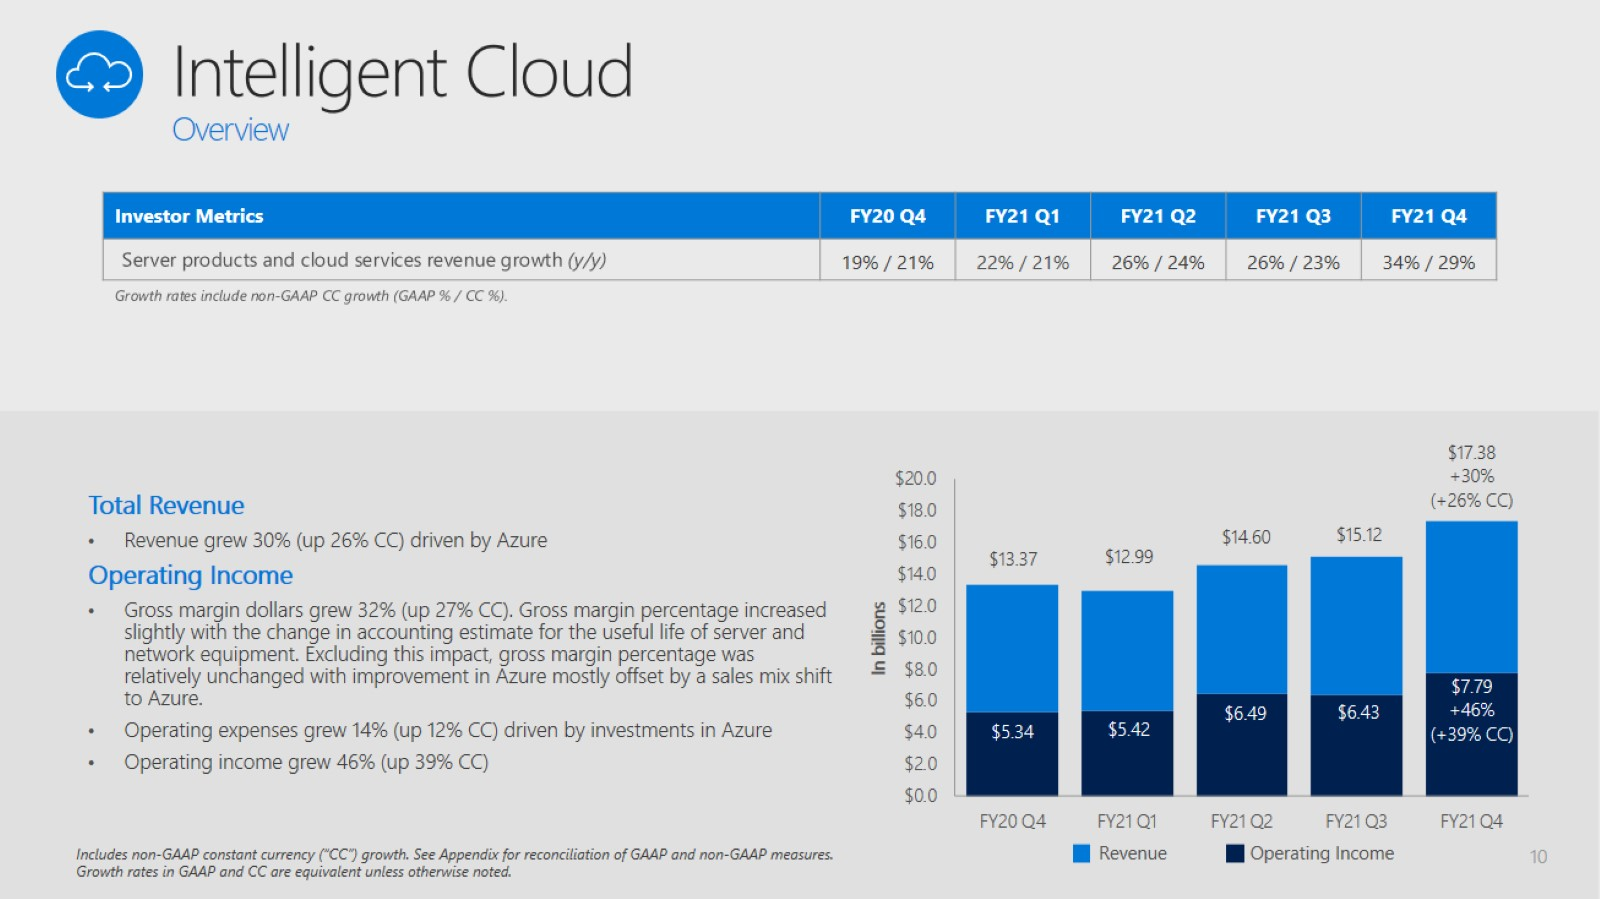 Intelligent Cloud
Overview
Investor Metrics FY20 Q4 FY21 Q1 FY21 Q2 FY21 Q3 FY21 Q4
Server products and cloud services revenue growth (y/y) 19% / 21% 22% / 21% 26% / 24% 26% / 23% 34% / 29%
Growth rates include non-GAAP CC growth (GAAP % / CC %).
Total Revenue
• Revenue grew 30% (up 26% CC) driven by Azure
Operating Income
• Gross margin dollars grew 32% (up 27% CC). Gross margin percentage increased
slightly with the change in accounting estimate for the useful life of server and
network equipment. Excluding this impact, gross margin percentage was
relatively unchanged with improvement in Azure mostly offset by a sales mix shift
to Azure.
• Operating expenses grew 14% (up 12% CC) driven by investments in Azure
• Operating income grew 46% (up 39% CC)
Includes non-GAAP constant currency ("CC") growth. See Appendix for reconciliation of GAAP and non-GAAP measures.
Growth rates in GAAP and CC are equivalent unless otherwise noted.
In billions
$20.0
$18.0
$16.0
$14.0
$12.0
$10.0
$8.0
$6.0
$4.0
$2.0
$0.0
$13.37
$12.99
$14.60
$15.12
$17.38
+30%
(+26% CC)
$5.34
$5.42
$6.49
$6.43
$7.79
+46%
(+39% CC)
FY20 Q4 FY21 Q1 FY21 Q2 FY21 Q3 FY21 Q4
Revenue Operating Income
10